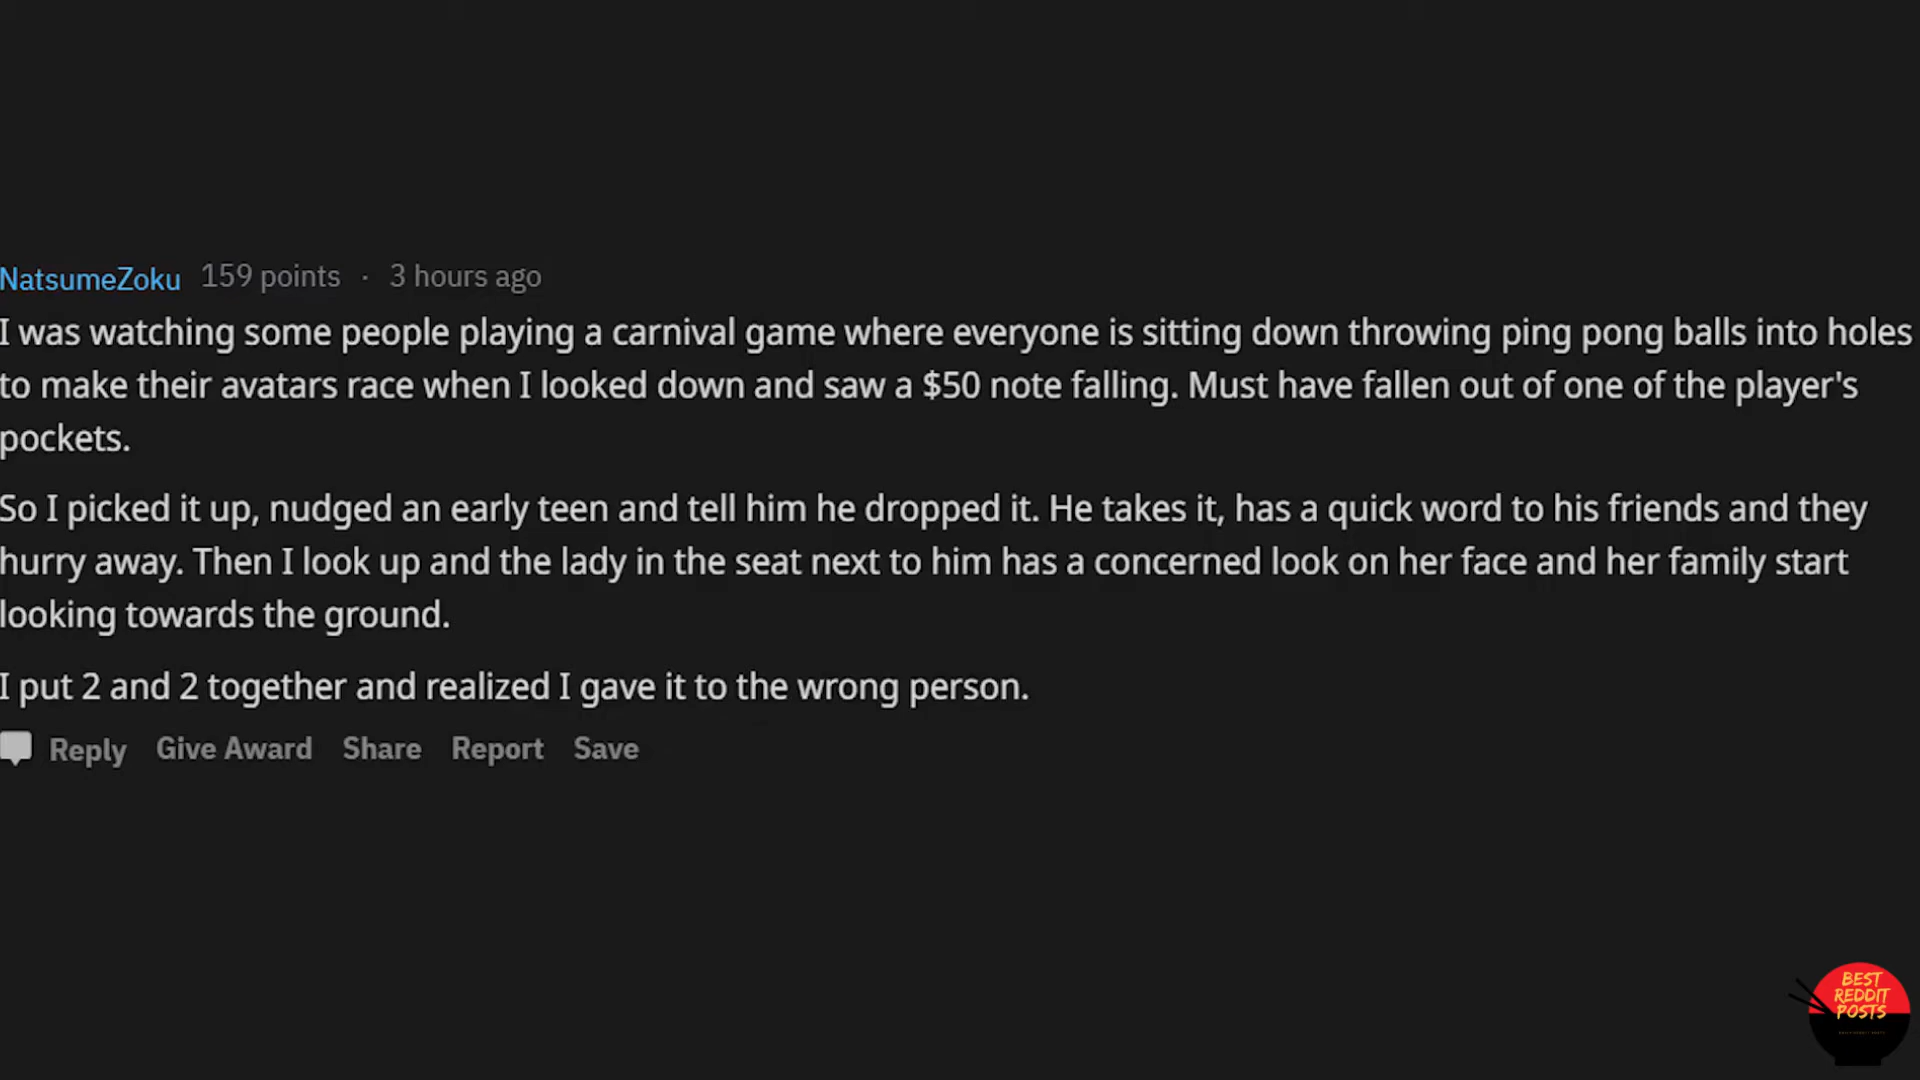 NatsumeZoku 159 points · 3 hours ago
I was watching some people playing a carnival game where everyone is sitting down throwing ping pong balls into holes
to make their avatars race when I looked down and saw a $50 note falling. Must have fallen out of one of the player's
pockets.
So I picked it up, nudged an early teen and tell him he dropped it. He takes it, has a quick word to his friends and they
hurry away. Then I look up and the lady in the seat next to him has a concerned look on her face and her family start
looking towards the ground.
I put 2 and 2 together and realized I gave it to the wrong person.
Reply Give Award Share Report Save
BEST
REDDIT
POSTS